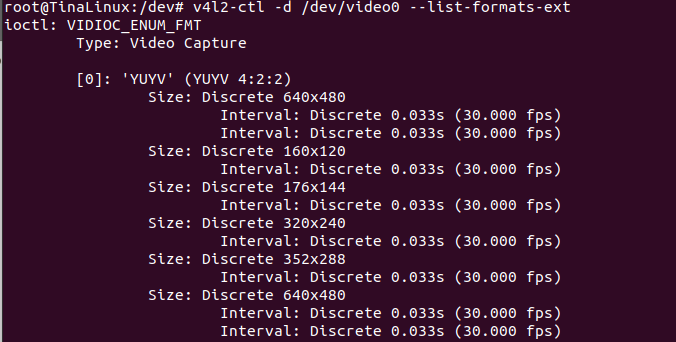 root@TinaLinux:/dev# v4l2-ctl -d /dev/video0 --list-formats-ext
ioctl: VIDIOC_ENUM_FMT
Type: Video Capture
[0]: 'YUYV' (YUYV 4:2:2)
Size: Discrete 640x480
Interval: Discrete 0.033s (30.000 fps)
Interval: Discrete 0.033s (30.000 fps)
Size: Discrete 160x120
Interval: Discrete 0.033s (30.000 fps)
Size: Discrete 176x144
Interval: Discrete 0.033s (30.000 fps)
Size: Discrete 320x240
Interval: Discrete 0.033s (30.000 fps)
Size: Discrete 352x288
Interval: Discrete 0.033s (30.000 fps)
Size: Discrete 640x480
Interval: Discrete 0.033s (30.000 fps)
Interval: Discrete 0.033s (30.000 fps)